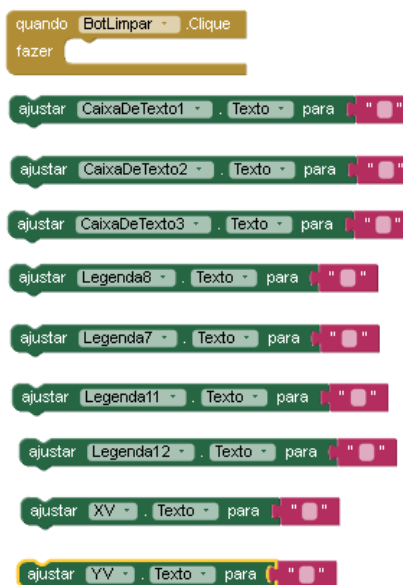 quando BotLimpar .Clique
fazer
ajustar CaixaDeTexto1 . Texto para " "
ajustar CaixaDeTexto2 . Texto para " "
ajustar CaixaDeTexto3 . Texto para " "
ajustar Legenda8 . Texto para " "
ajustar Legenda7 . Texto para " "
ajustar Legenda11 . Texto para " "
ajustar Legenda12 . Texto para " "
ajustar XV . Texto para " "
ajustar YV . Texto para " "